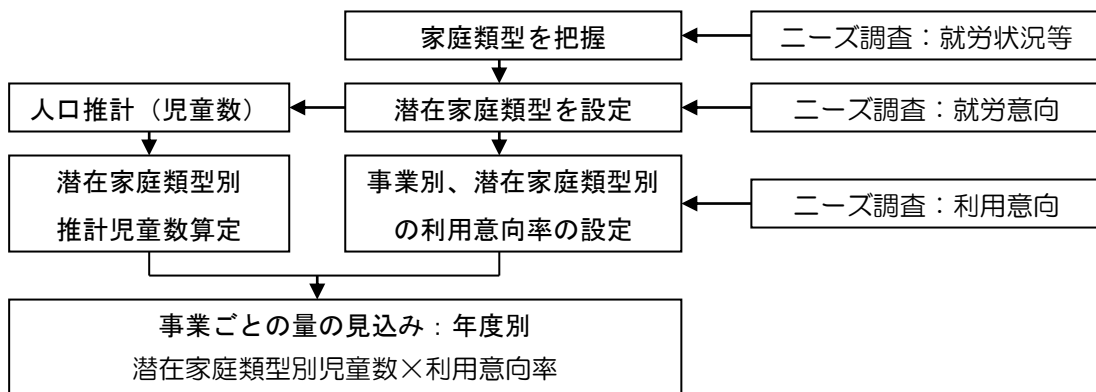 家庭類型を把握
ニーズ調査：就労状況等
人口推計（児童数）
潜在家庭類型を設定
ニーズ調査：就労意向
潜在家庭類型別
推計児童数算定
事業別、潜在家庭類型別
の利用意向率の設定
ニーズ調査：利用意向
事業ごとの量の見込み：年度別
潜在家庭類型別児童数×利用意向率